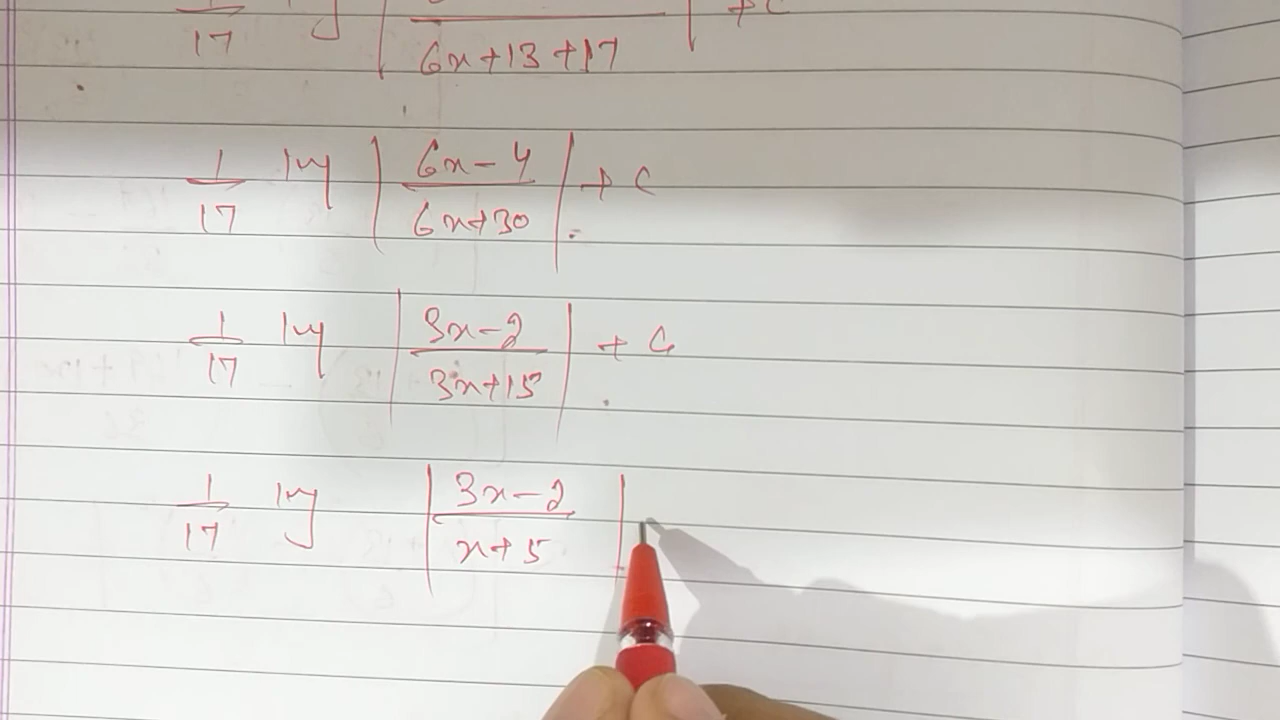 1/17 log | /6x+13+17 | + C
1/17 log | 6x-4/6x+30 | + C
1/17 log | 3x-2/3x+15 | + C
1/17 log | 3x-2/x+5 |